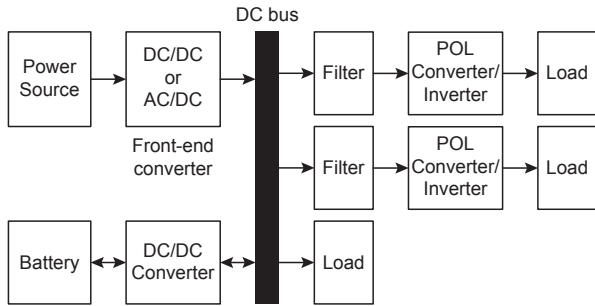 DC bus
Power
Source
DC/DC
or
AC/DC
Front-end
converter
Filter
POL
Converter/
Inverter
Load
Filter
POL
Converter/
Inverter
Load
Battery
DC/DC
Converter
Load